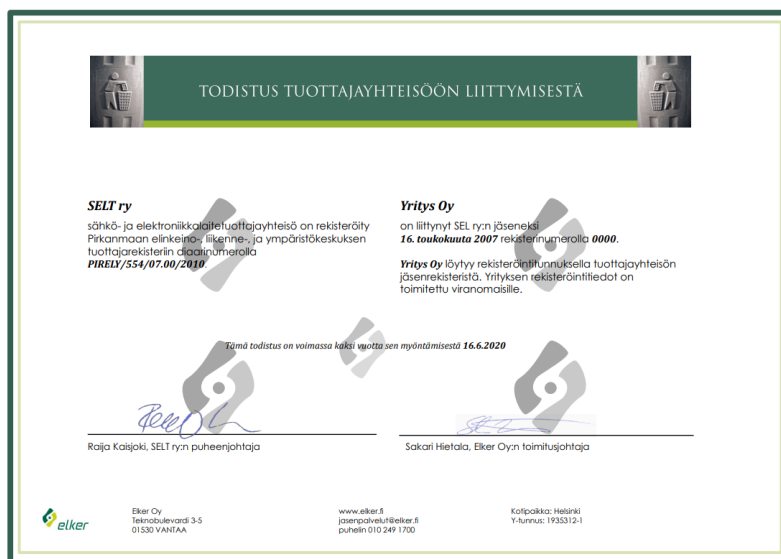 TODISTUS TUOTTAJAYHTEISÖÖN LIITTYMISESTÄ
SELT ry
sähkö- ja elektroniikkalaitetuottajayhteisö on rekisteröity
Pirkanmaan elinkeino-, liikenne-, ja ympäristökeskuksen
tuottajarekisteriin diaarinumerolla
PIRELY/554/07.00/2010.
Yritys Oy
on liittynyt SEL ry:n jäseneksi
16. toukokuuta 2007 rekisterinumerolla 0000.
Yritys Oy löytyy rekisteröintitunnuksella tuottajayhteisön
jäsenrekisteristä. Yrityksen rekisteröintitiedot on
toimitettu viranomaisille.
Tämä todistus on voimassa kaksi vuotta sen myöntämisestä 16.6.2020
Raija Kaisjoki, SELT ry:n puheenjohtaja
Sakari Hietala, Elker Oy:n toimitusjohtaja
elker
Elker Oy
Teknobulevardi 3-5
01530 VANTAA
www.elker.fi
jasenpalvelut@elker.fi
puhelin 010 249 1700
Kotipaikka: Helsinki
Y-tunnus: 1935312-1